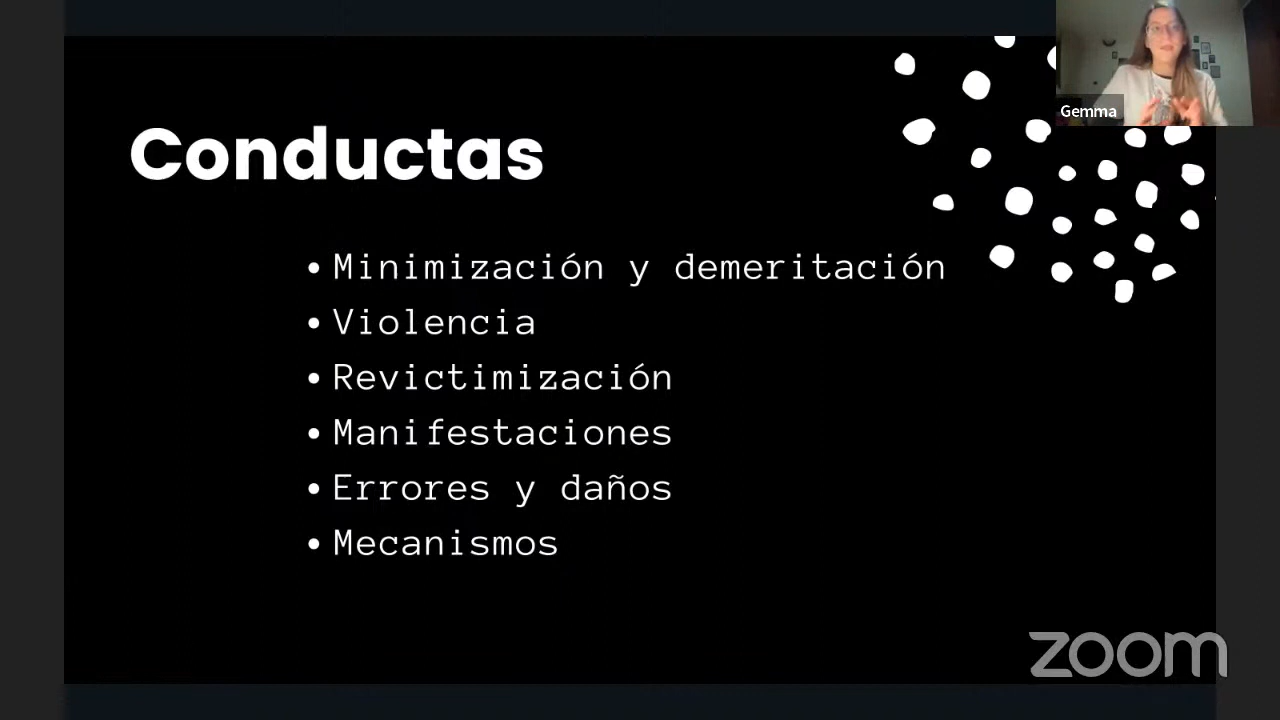 Gemma
Conductas
• Minimización y demeritación
• Violencia
• Revictimización
• Manifestaciones
• Errores y daños
• Mecanismos
zoom